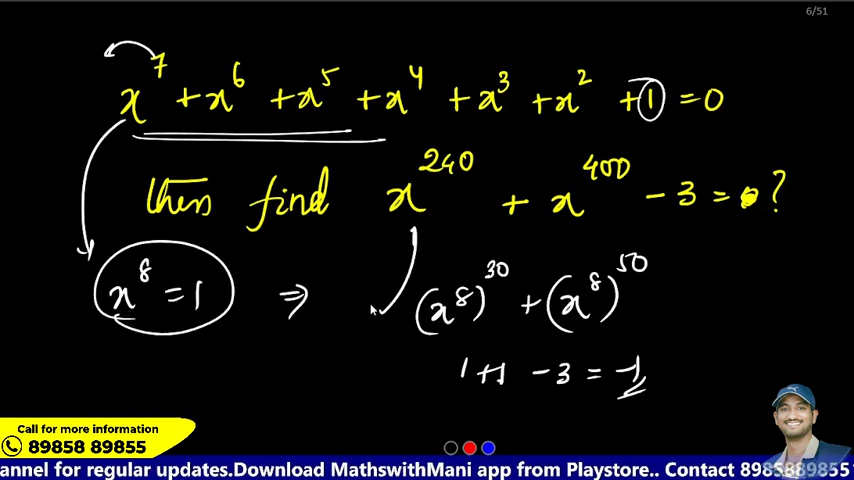 6/51
x⁷ + x⁶ + x⁵ + x⁴ + x³ + x² + 1 = 0
then find x²⁴⁰ + x⁴⁰⁰ - 3 = ?
x⁸ = 1 ⇒ (x⁸)³⁰ + (x⁸)⁵⁰
1 + 1 - 3 = -1
Call for more information
89858 89855
annel for regular updates.Download MathswithMani app from Playstore.. Contact 8985889855